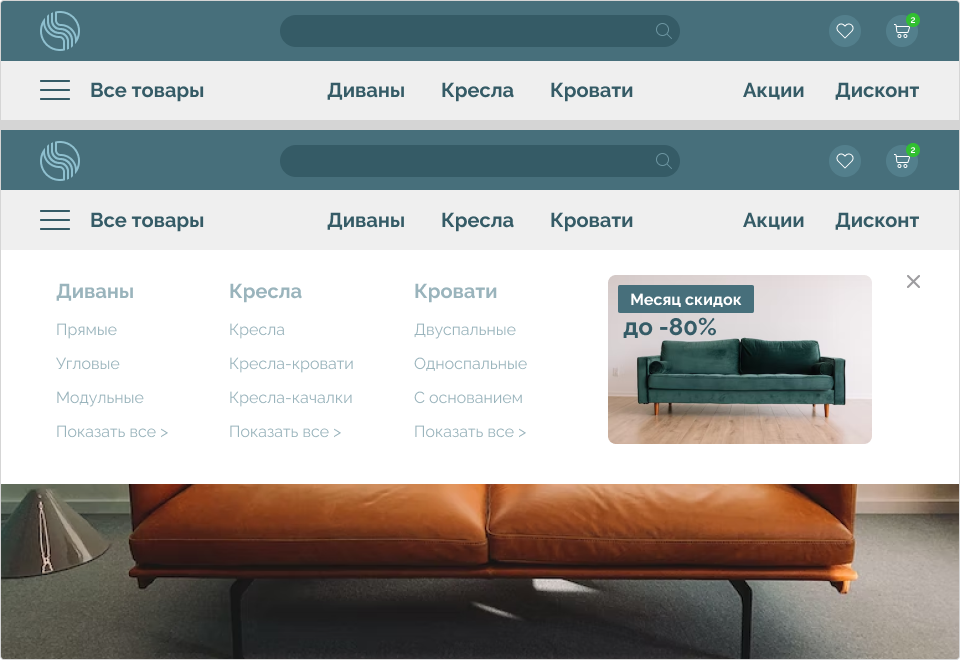 2
Все товары Диваны Кресла Кровати Акции Дисконт
2
Все товары Диваны Кресла Кровати Акции Дисконт
Диваны
Прямые
Угловые
Модульные
Показать все >
Кресла
Кресла
Кресла-кровати
Кресла-качалки
Показать все >
Кровати
Двуспальные
Односпальные
С основанием
Показать все >
Месяц скидок
до -80%